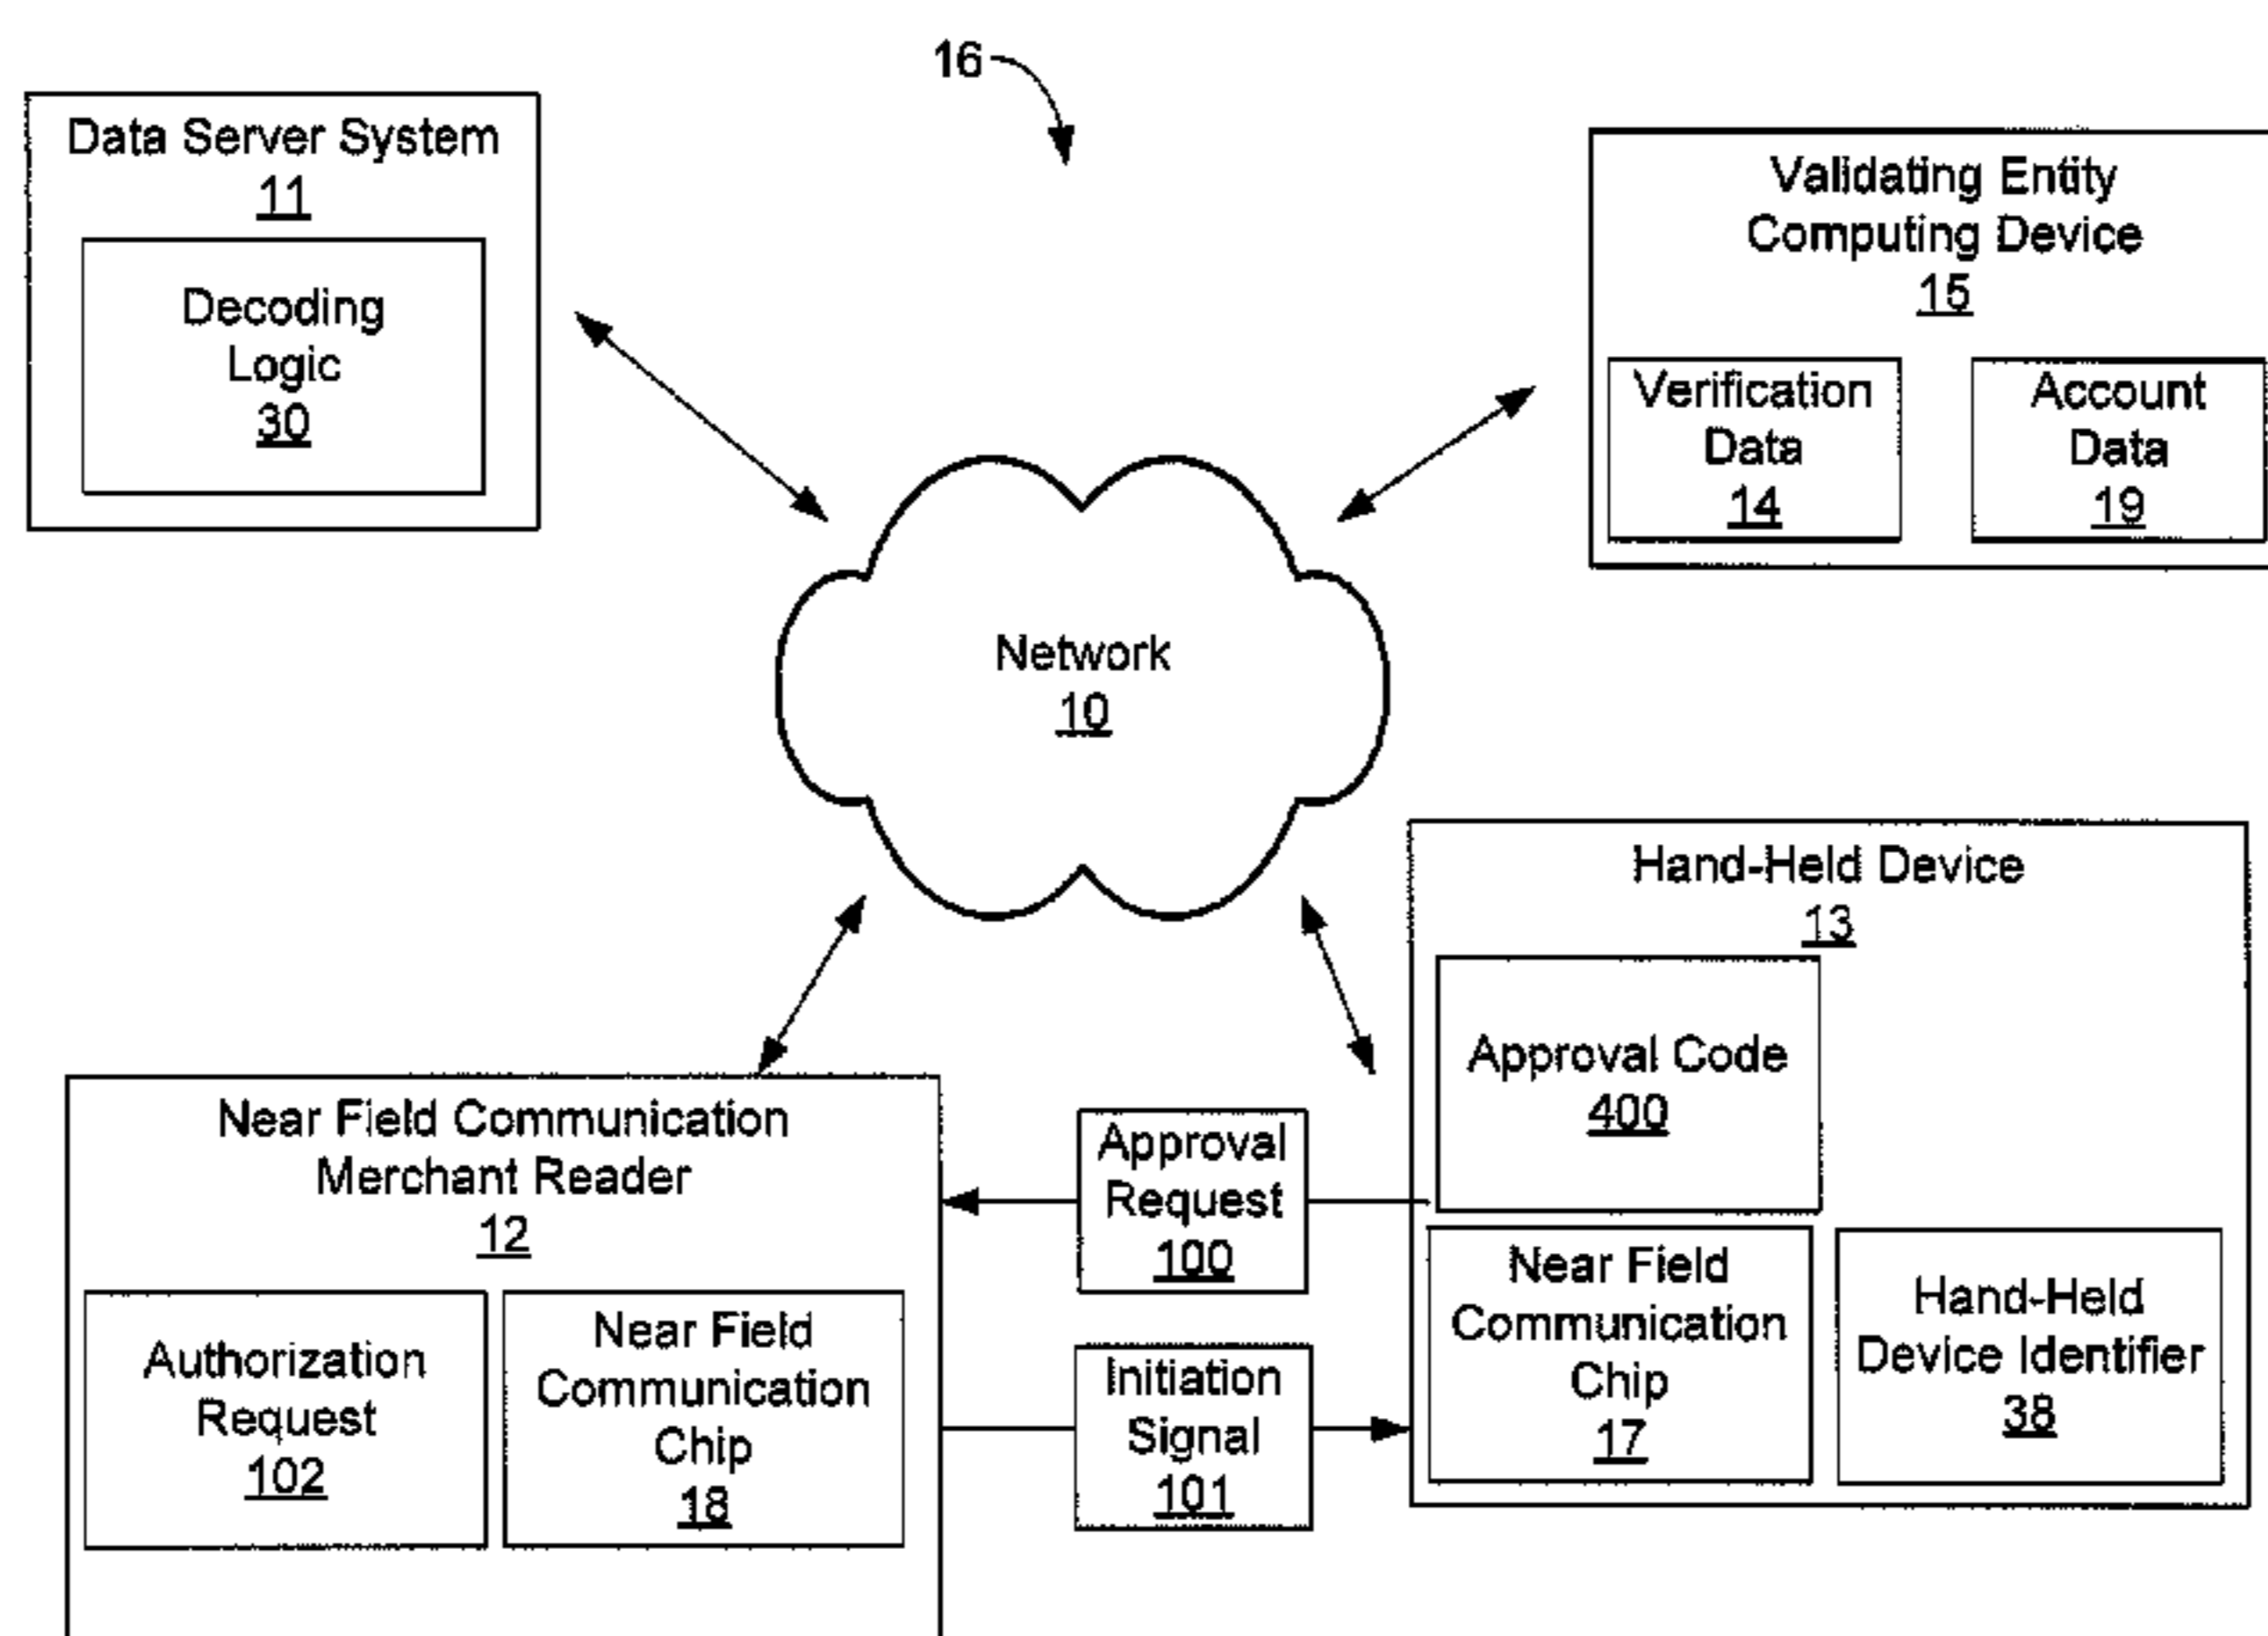 16
Data Server System
11
Decoding
Logic
30
Validating Entity
Computing Device
15
Verification
Data
14
Account
Data
19
Network
10
Hand-Held Device
13
Approval Code
400
Near Field
Communication
Chip
17
Hand-Held
Device Identifier
38
Near Field Communication
Merchant Reader
12
Authorization
Request
102
Near Field
Communication
Chip
18
Approval
Request
100
Initiation
Signal
101